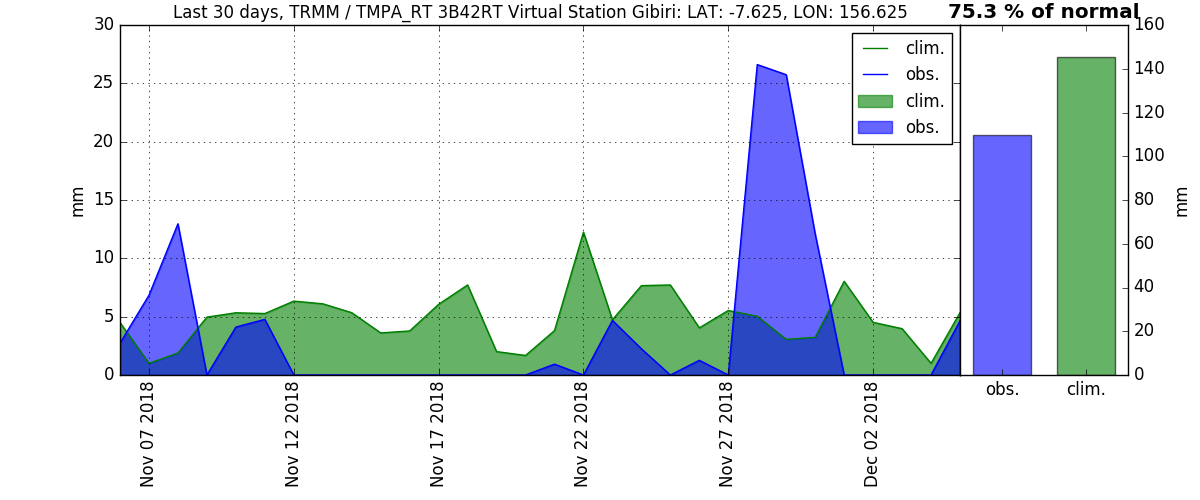 Last 30 days, TRMM / TMPA_RT 3B42RT Virtual Station Gibiri: LAT: -7.625, LON: 156.625
75.3 % of normal
30
25
20
15
10
5
0
mm
clim.
obs.
clim.
obs.
Nov 07 2018
Nov 12 2018
Nov 17 2018
Nov 22 2018
Nov 27 2018
Dec 02 2018
160
140
120
100
80
60
40
20
0
mm
obs.
clim.